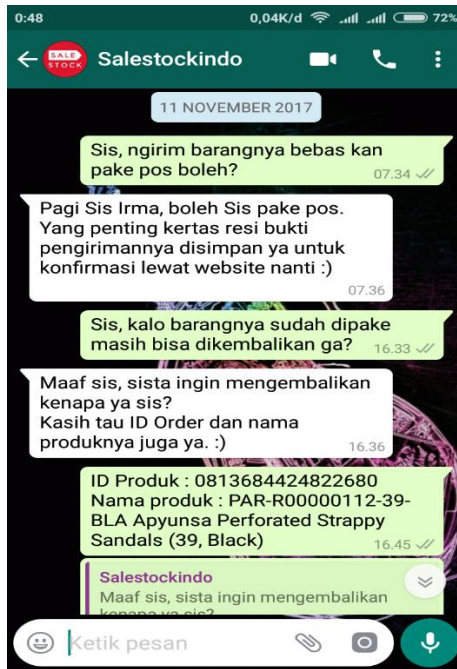 0:48 0,04K/d 72%
SALE
STOCK
Salestockindo
11 NOVEMBER 2017
Sis, ngirim barangnya bebas kan
pake pos boleh?
07.34
Pagi Sis Irma, boleh Sis pake pos.
Yang penting kertas resi bukti
pengirimannya disimpan ya untuk
konfirmasi lewat website nanti :)
07.36
Sis, kalo barangnya sudah dipake
masih bisa dikembalikan ga?
16.33
Maaf sis, sista ingin mengembalikan
kenapa ya sis?
Kasih tau ID Order dan nama
produknya juga ya. :)
16.36
ID Produk : 0813684424822680
Nama produk : PAR-R00000112-39-
BLA Apyunsa Perforated Strappy
Sandals (39, Black)
16.45
Salestockindo
Maaf sis, sista ingin mengembalikan
kenapa ya sis?
Ketik pesan